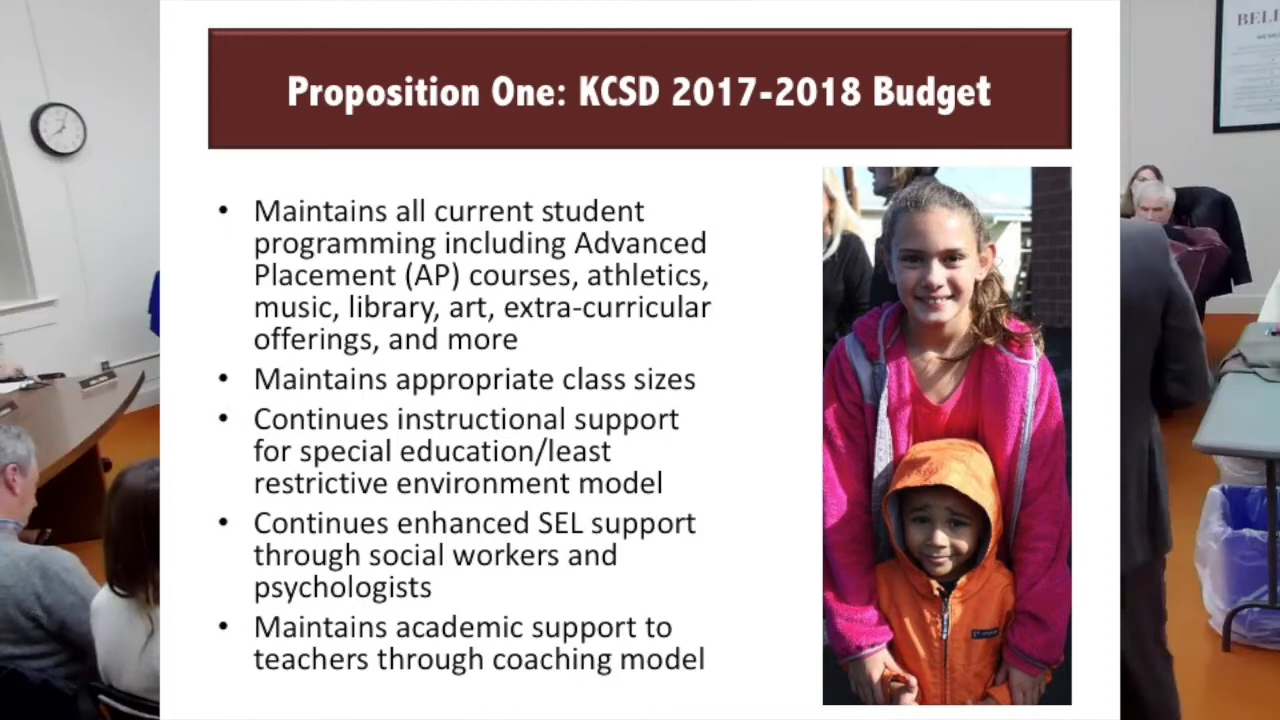 Proposition One: KCSD 2017-2018 Budget
• Maintains all current student
programming including Advanced
Placement (AP) courses, athletics,
music, library, art, extra-curricular
offerings, and more
• Maintains appropriate class sizes
• Continues instructional support
for special education/least
restrictive environment model
• Continues enhanced SEL support
through social workers and
psychologists
• Maintains academic support to
teachers through coaching model